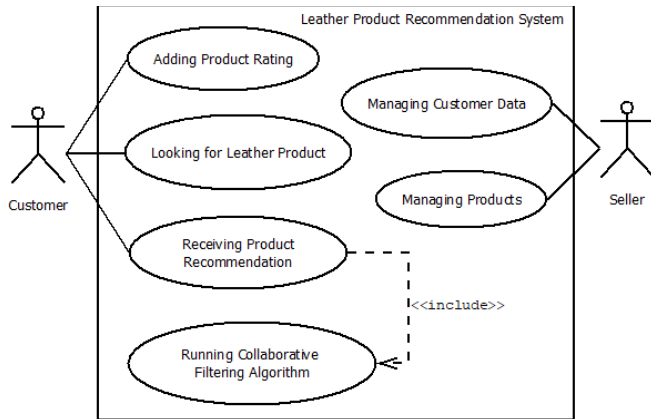 Leather Product Recommendation System
Adding Product Rating
Managing Customer Data
Looking for Leather Product
Customer
Managing Products
Seller
Receiving Product
Recommendation
<<include>>
Running Collaborative
Filtering Algorithm